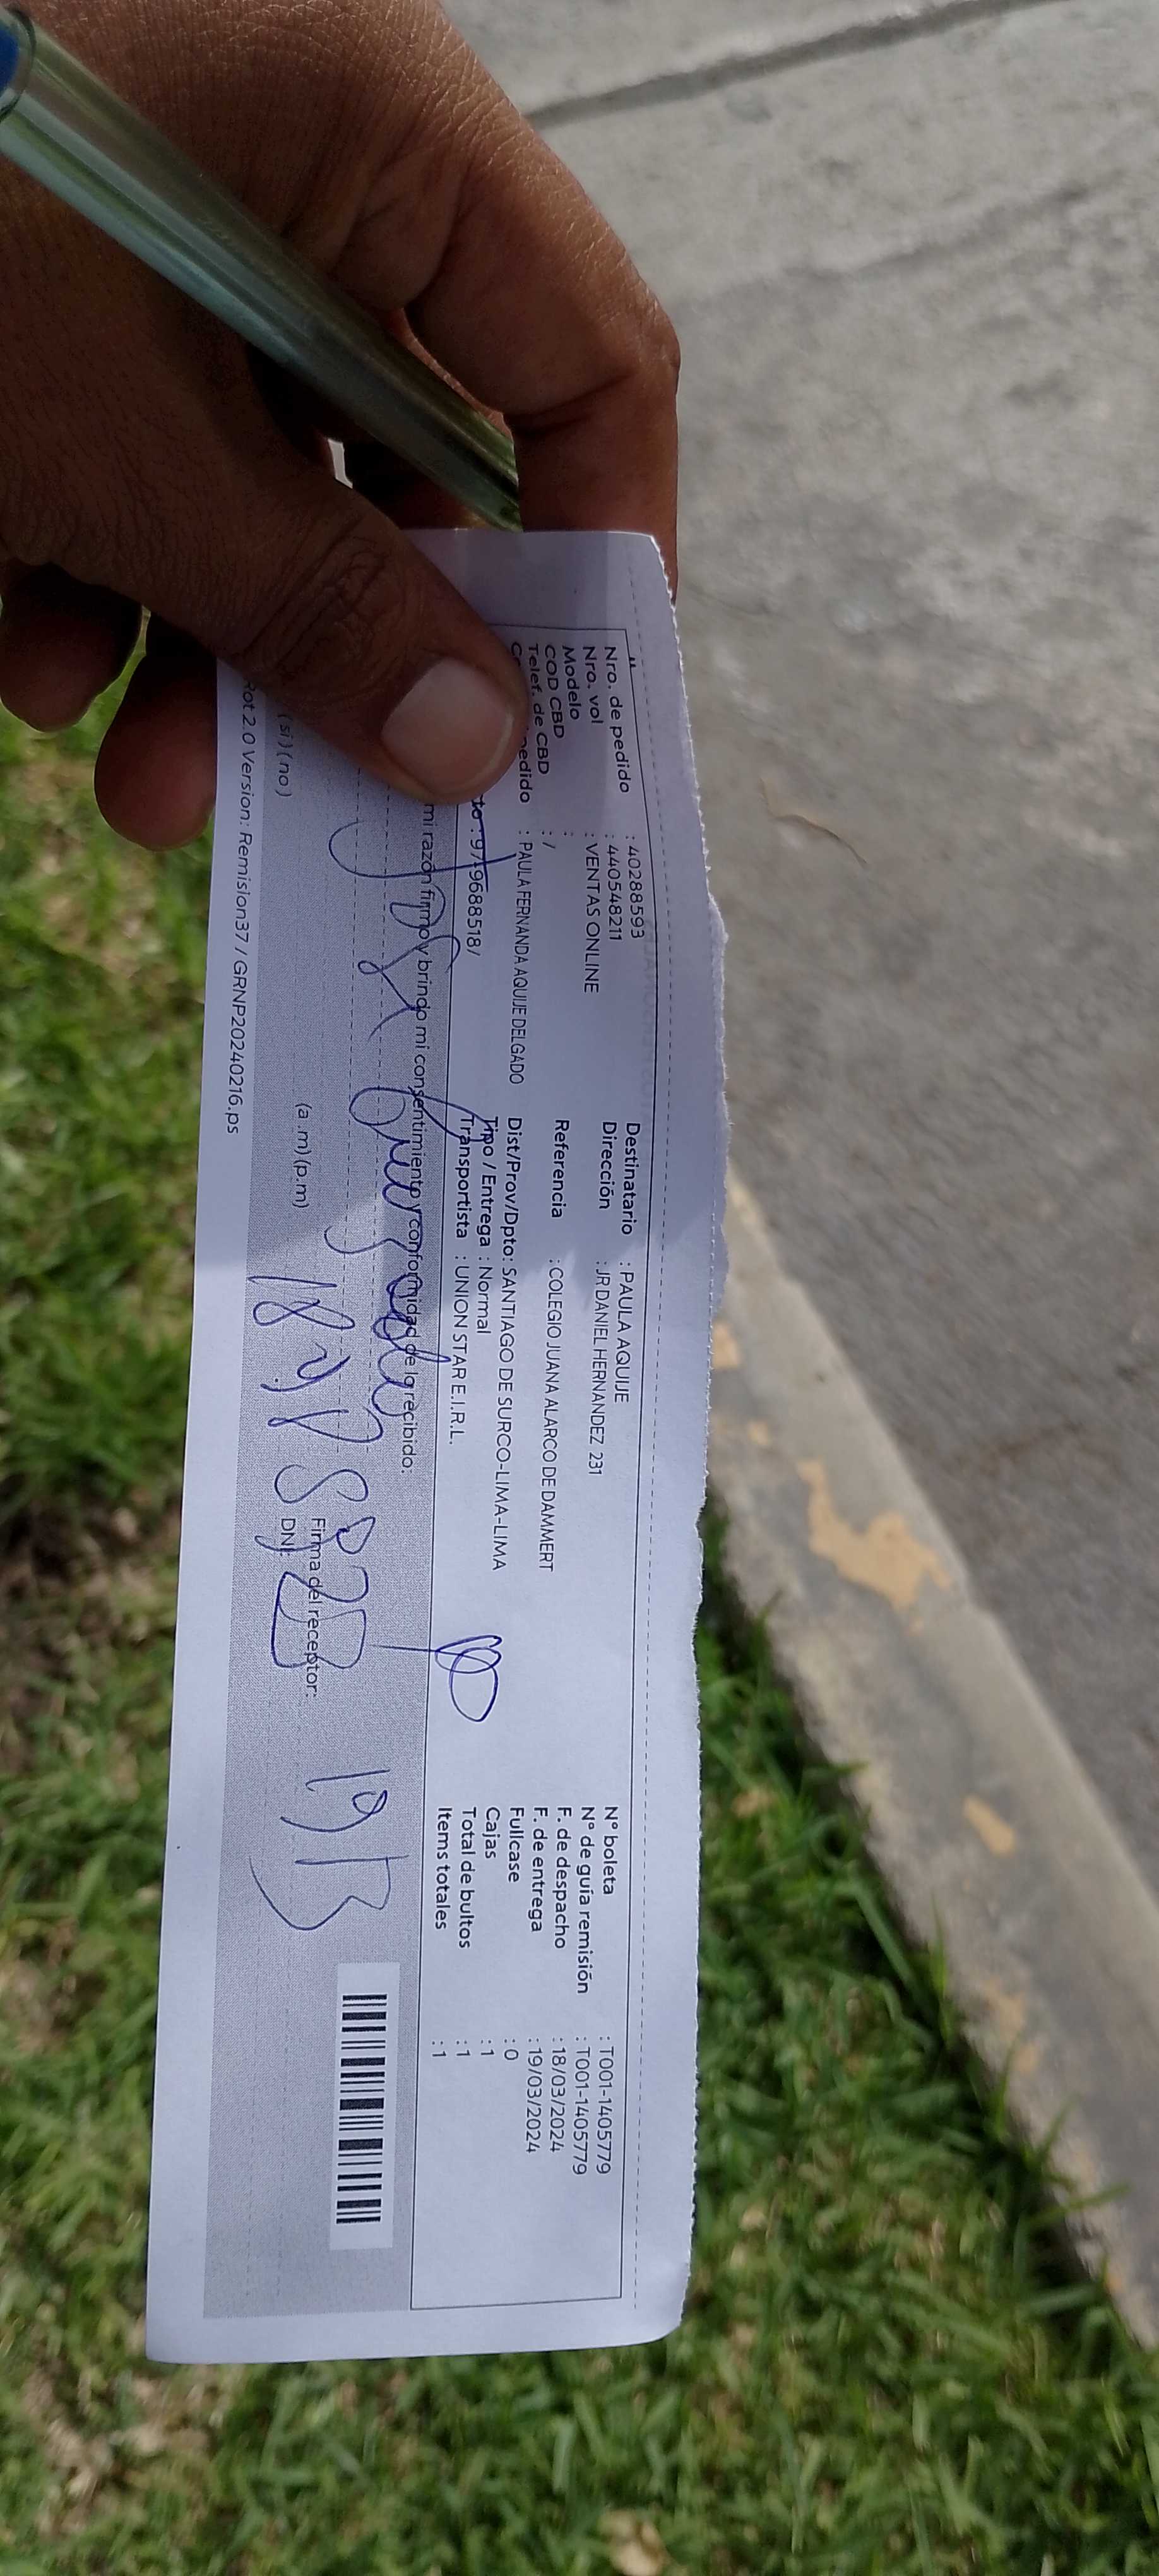 Nro. de pedido : 40288593
Nro. vol : 440548211
Modelo : VENTAS ONLINE
COD CBD :
Telef. de CBD : /
pedido : PAULA FERNANDA AQUIJE DELGADO
to : 979688518/
Destinatario : PAULA AQUIJE
Dirección : JR DANIEL HERNANDEZ 231
Referencia : COLEGIO JUANA ALARCO DE DAMMERT
Dist/Prov/Dpto: SANTIAGO DE SURCO-LIMA-LIMA
Tipo / Entrega : Normal
Transportista : UNION STAR E.I.R.L.
N° boleta : T001-1405779
N° de guía remisión : T001-1405779
F. de despacho : 18/03/2024
F. de entrega : 19/03/2024
Fullcase : 0
Cajas : 1
Total de bultos : 1
Items totales : 1
mi razón firmo y brindo mi consentimiento y conformidad de lo recibido:
(si) (no)
(a.m) (p.m)
Firma del receptor:
DNI:
Rot 2.0 Version: Remision37 / GRNP20240216.ps